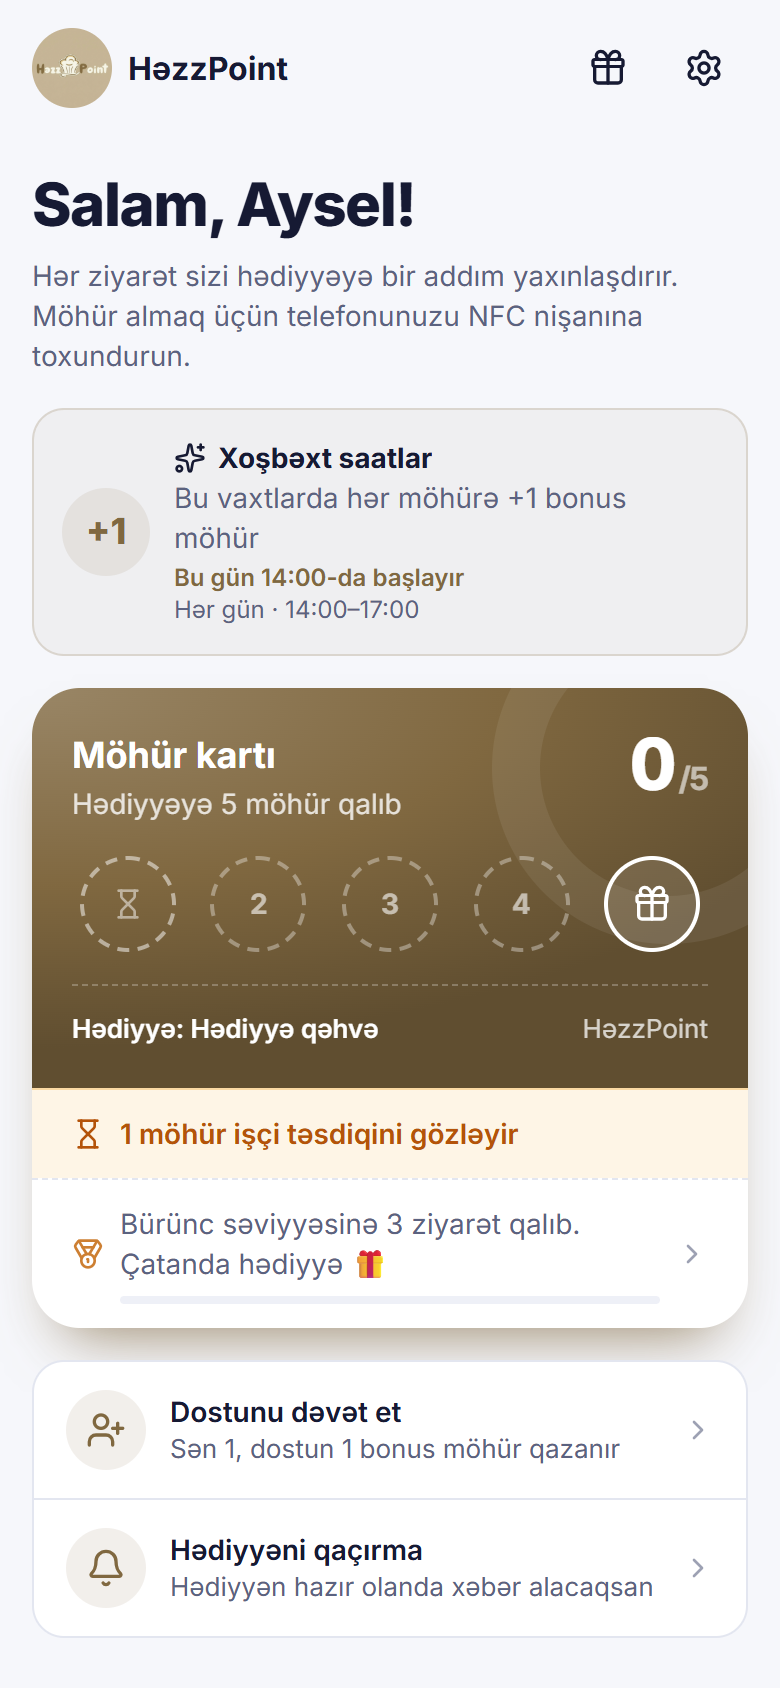 HəzzPoint
HəzzPoint
Salam, Aysel!
Hər ziyarət sizi hədiyyəyə bir addım yaxınlaşdırır.
Möhür almaq üçün telefonunuzu NFC nişanına
toxundurun.
Xoşbəxt saatlar
+1
Bu vaxtlarda hər möhürə +1 bonus
möhür
Bu gün 14:00-da başlayır
Hər gün · 14:00–17:00
Möhür kartı
0/5
Hədiyyəyə 5 möhür qalıb
2 3 4
Hədiyyə: Hədiyyə qəhvə
HəzzPoint
1 möhür işçi təsdiqini gözləyir
Bürünc səviyyəsinə 3 ziyarət qalıb.
Çatanda hədiyyə 🎁
Dostunu dəvət et
Sən 1, dostun 1 bonus möhür qazanır
Hədiyyəni qaçırma
Hədiyyən hazır olanda xəbər alacaqsan